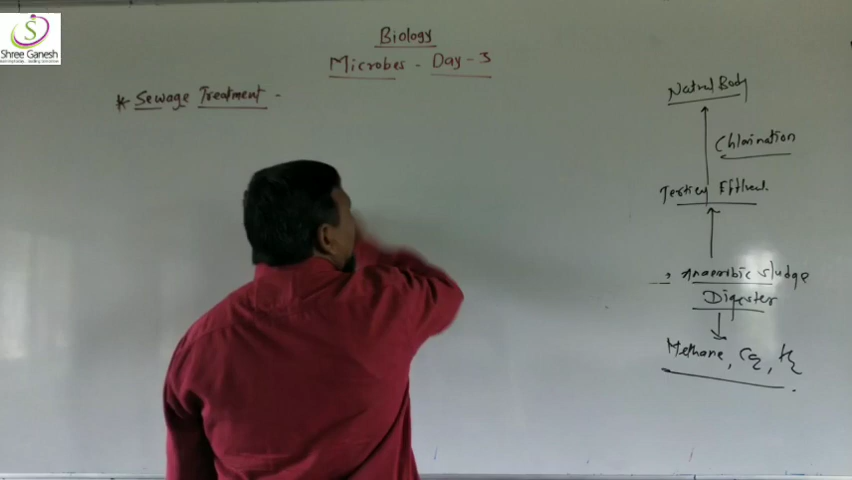 Shree Ganesh
Biology
Microbes - Day - 3
* Sewage Treatment -
Natural Body
Chlorination
Tertiary Effluent
Anaerobic sludge
Digester
Methane, CO2, H2